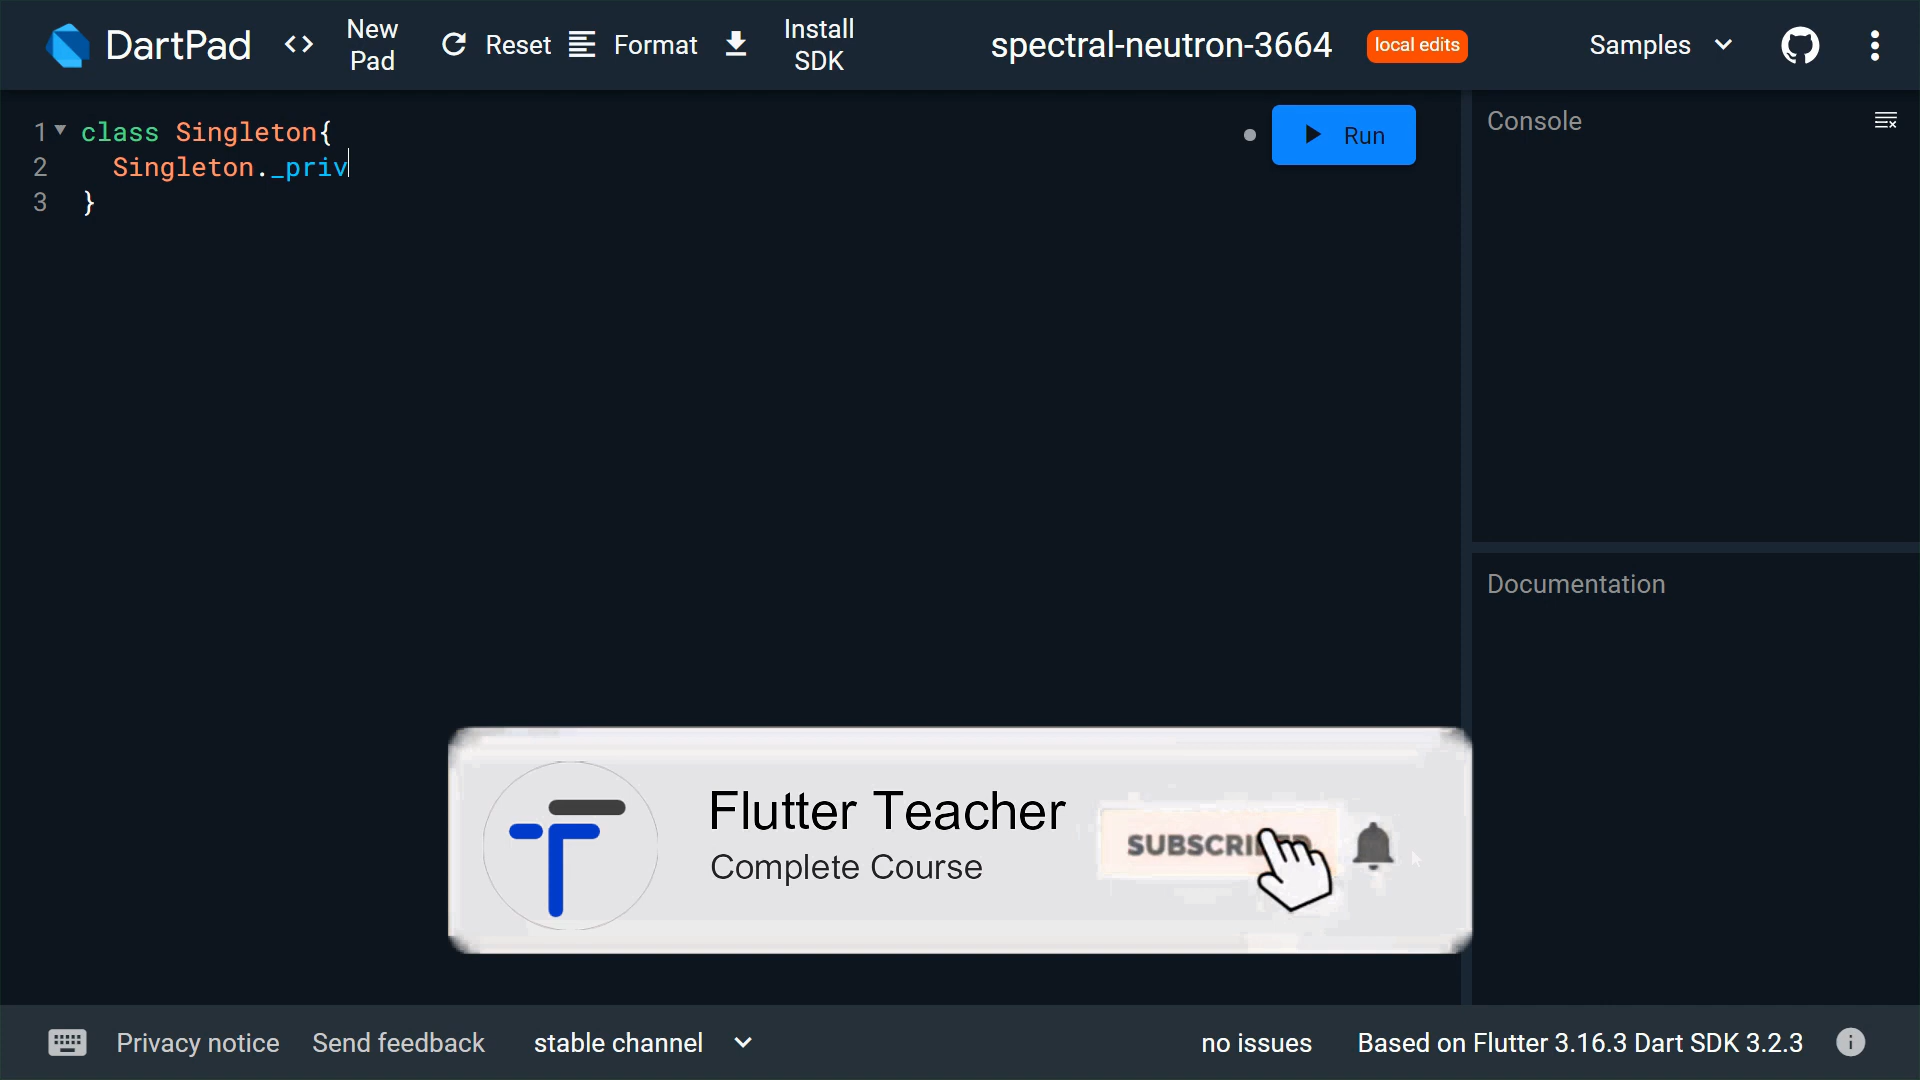 DartPad <> New Pad Reset Format Install SDK spectral-neutron-3664 local edits Samples
1 class Singleton{
2 Singleton._priv
3 }
Run
Console
Documentation
Flutter Teacher
Complete Course
Privacy notice Send feedback stable channel no issues Based on Flutter 3.16.3 Dart SDK 3.2.3